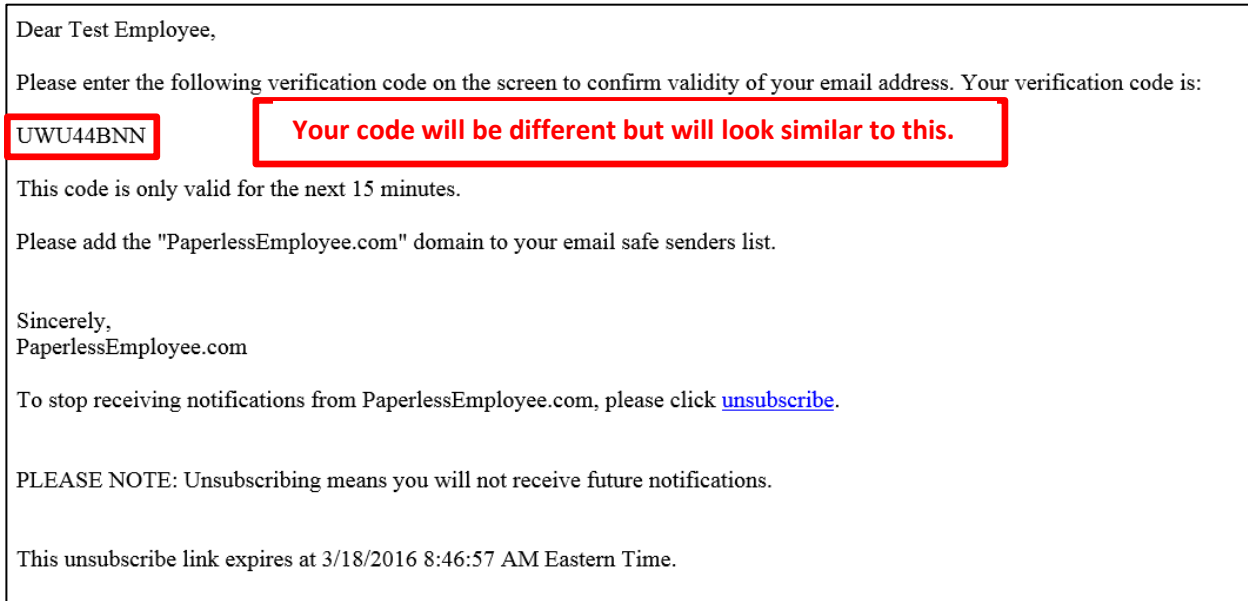 Dear Test Employee,
Please enter the following verification code on the screen to confirm validity of your email address. Your verification code is:
UWU44BNN
Your code will be different but will look similar to this.
This code is only valid for the next 15 minutes.
Please add the "PaperlessEmployee.com" domain to your email safe senders list.
Sincerely,
PaperlessEmployee.com
To stop receiving notifications from PaperlessEmployee.com, please click unsubscribe.
PLEASE NOTE: Unsubscribing means you will not receive future notifications.
This unsubscribe link expires at 3/18/2016 8:46:57 AM Eastern Time.